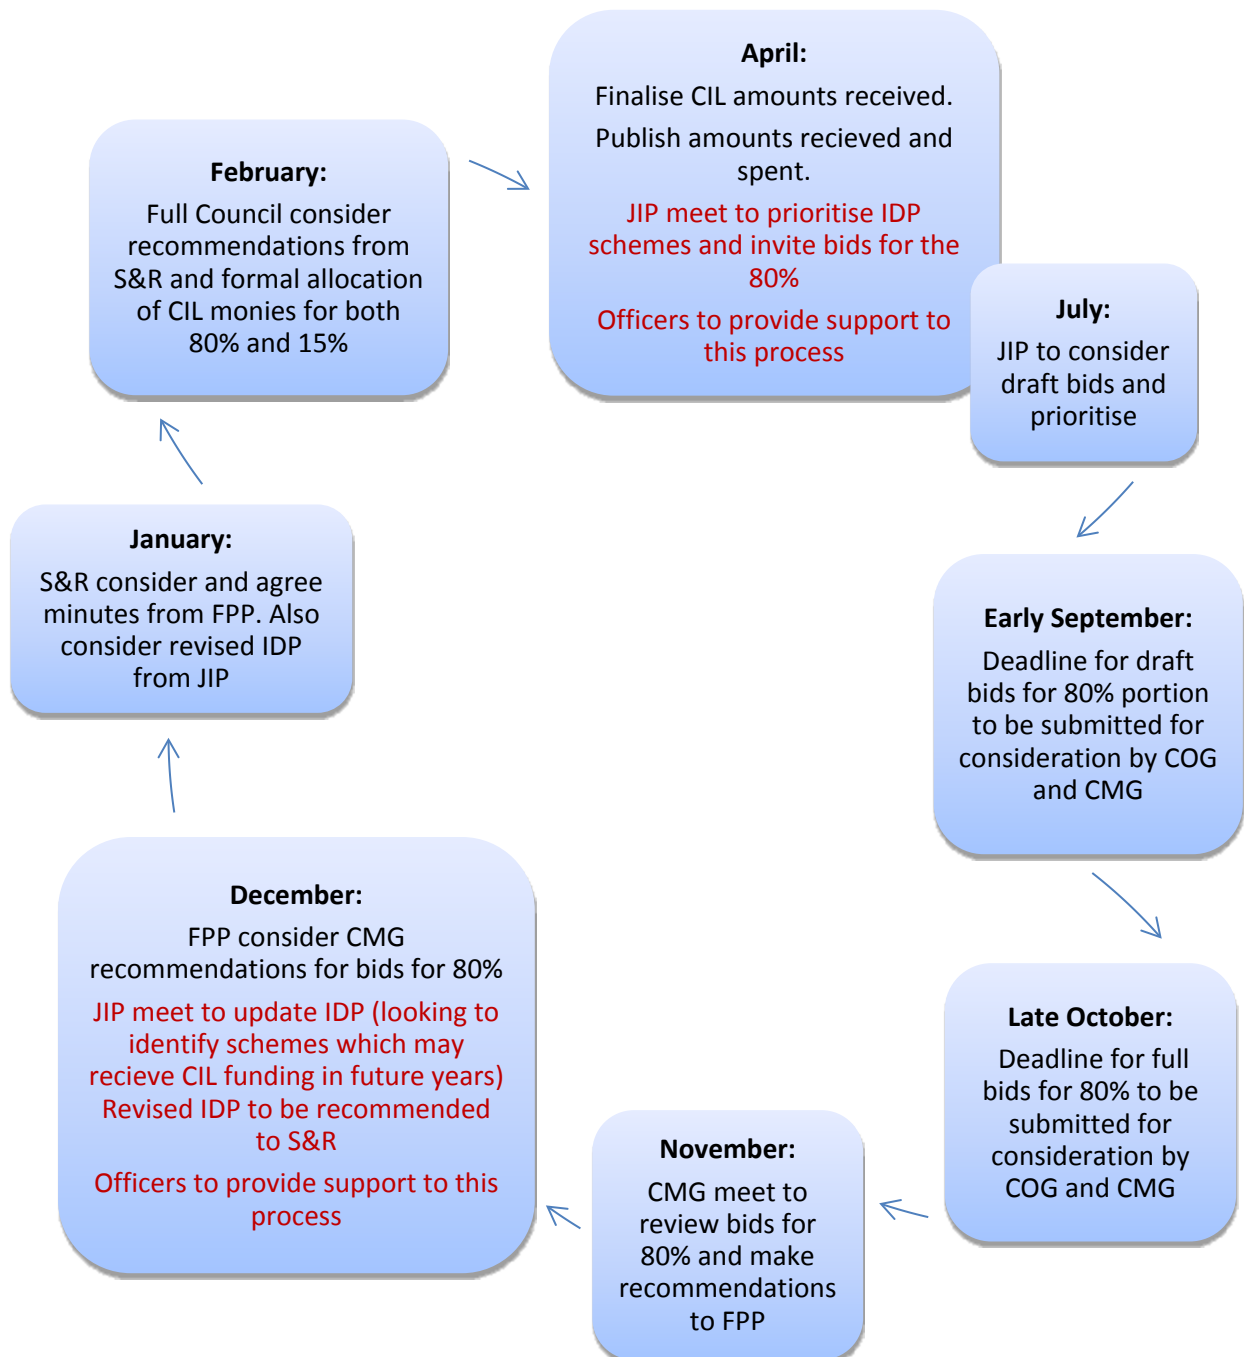 April:
Finalise CIL amounts received.
Publish amounts recieved and
spent.
JIP meet to prioritise IDP
schemes and invite bids for the
80%
Officers to provide support to
this process
July:
JIP to consider
draft bids and
prioritise
Early September:
Deadline for draft
bids for 80% portion
to be submitted for
consideration by COG
and CMG
Late October:
Deadline for full
bids for 80% to be
submitted for
consideration by
COG and CMG
November:
CMG meet to
review bids for
80% and make
recommendations
to FPP
December:
FPP consider CMG
recommendations for bids for 80%
JIP meet to update IDP (looking to
identify schemes which may
recieve CIL funding in future years)
Revised IDP to be recommended
to S&R
Officers to provide support to this
process
January:
S&R consider and agree
minutes from FPP. Also
consider revised IDP
from JIP
February:
Full Council consider
recommendations from
S&R and formal allocation
of CIL monies for both
80% and 15%